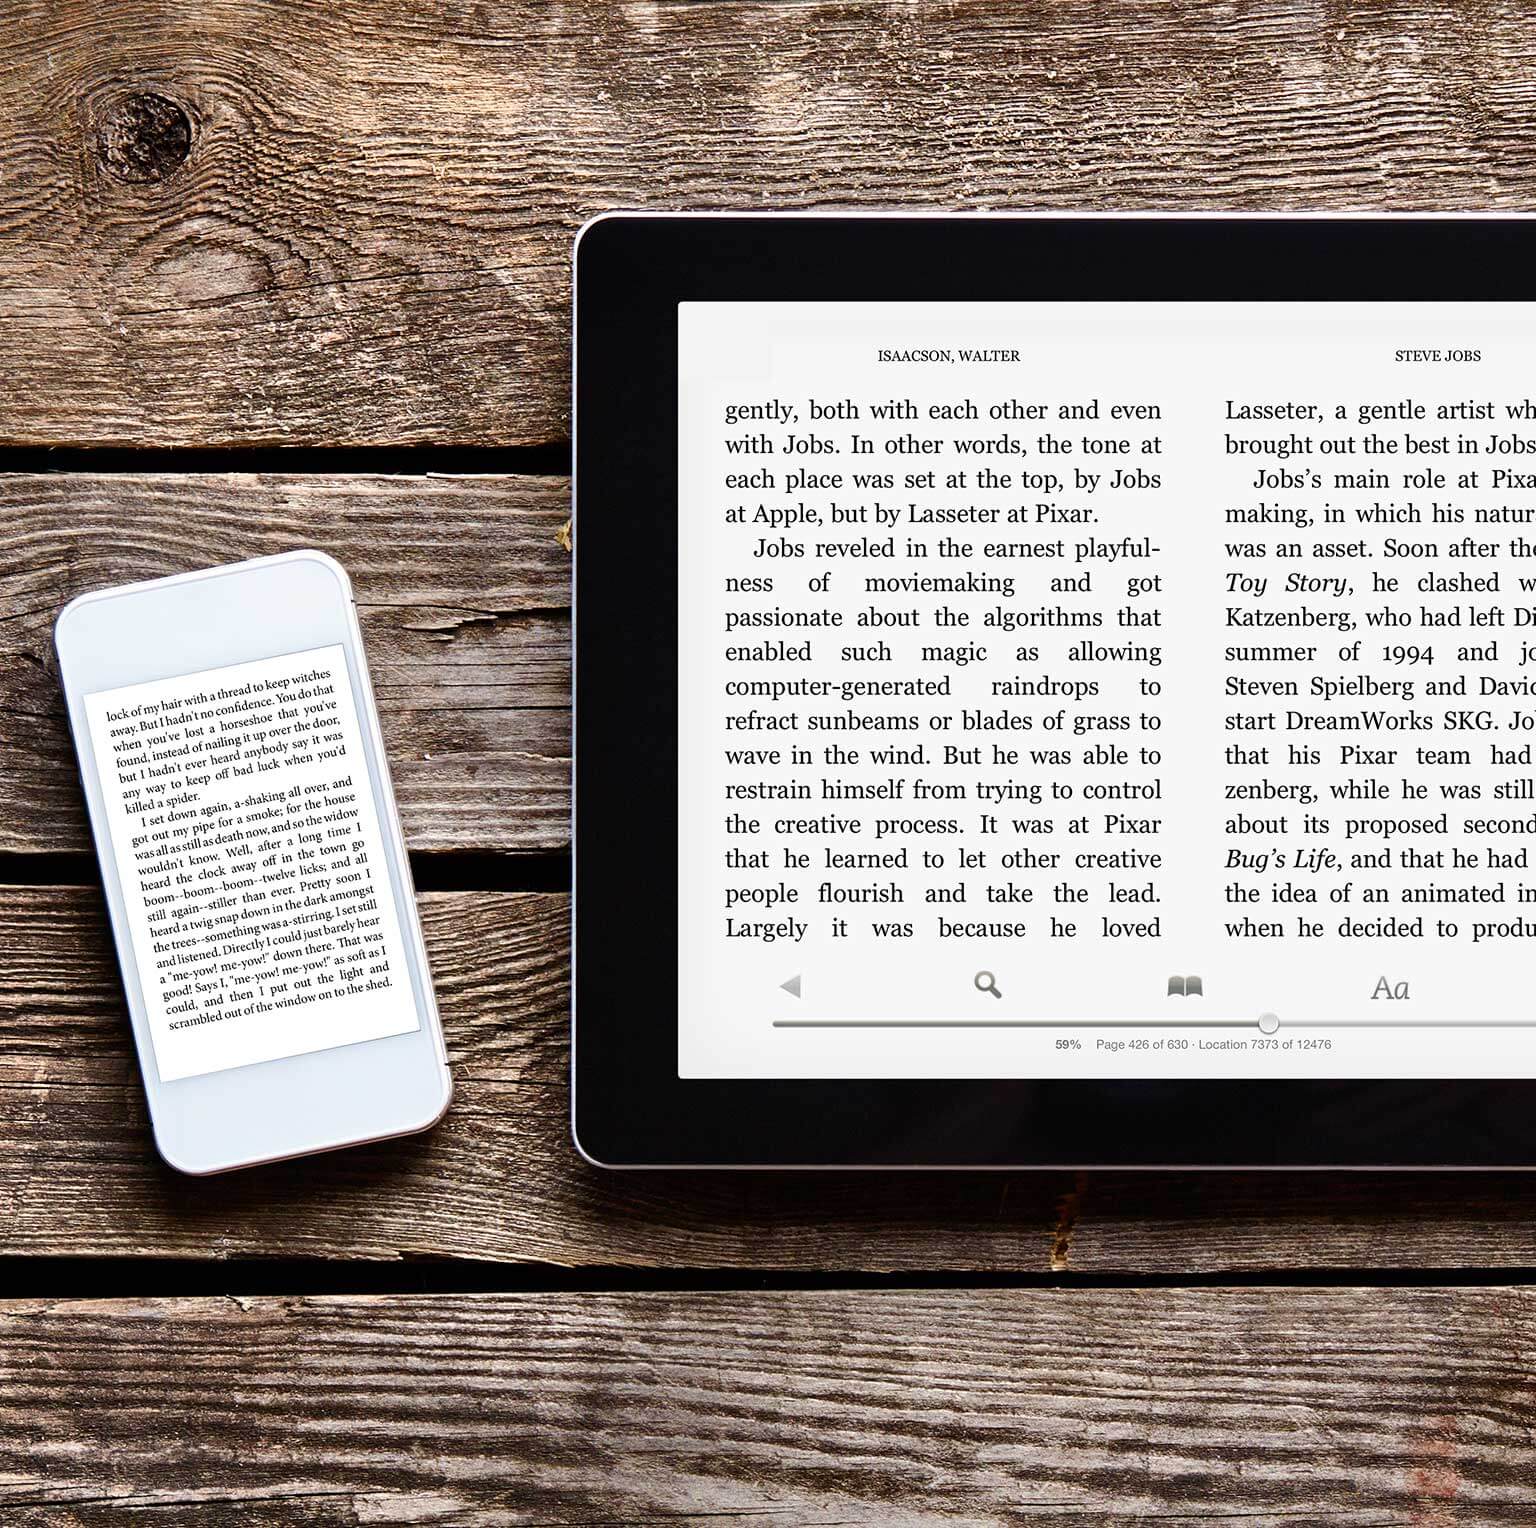 lock of my hair with a thread to keep witches
away. But I hadn't no confidence. You do that
when you've lost a horseshoe that you've
found, instead of nailing it up over the door,
but I hadn't ever heard anybody say it was
any way to keep off bad luck when you'd
killed a spider.
I set down again, a-shaking all over, and
got out my pipe for a smoke; for the house
was all as still as death now, and so the widow
wouldn't know. Well, after a long time I
heard the clock away off in the town go
boom--boom--boom--twelve licks; and all
still again--stiller than ever. Pretty soon I
heard a twig snap down in the dark amongst
the trees--something was a-stirring. I set still
and listened. Directly I could just barely hear
a "me-yow! me-yow!" down there. That was
good! Says I, "me-yow! me-yow!" as soft as I
could, and then I put out the light and
scrambled out of the window on to the shed.
ISAACSON, WALTER
gently, both with each other and even
with Jobs. In other words, the tone at
each place was set at the top, by Jobs
at Apple, but by Lasseter at Pixar.
Jobs reveled in the earnest playful-
ness of moviemaking and got
passionate about the algorithms that
enabled such magic as allowing
computer-generated raindrops to
refract sunbeams or blades of grass to
wave in the wind. But he was able to
restrain himself from trying to control
the creative process. It was at Pixar
that he learned to let other creative
people flourish and take the lead.
Largely it was because he loved
STEVE JOBS
Lasseter, a gentle artist wh
brought out the best in Jobs
Jobs's main role at Pixa
making, in which his natur
was an asset. Soon after the
Toy Story, he clashed w
Katzenberg, who had left Di
summer of 1994 and jo
Steven Spielberg and David
start DreamWorks SKG. Jo
that his Pixar team had
zenberg, while he was still
about its proposed second
Bug's Life, and that he had
the idea of an animated in
when he decided to produ
Aa
59% Page 426 of 630 · Location 7373 of 12476